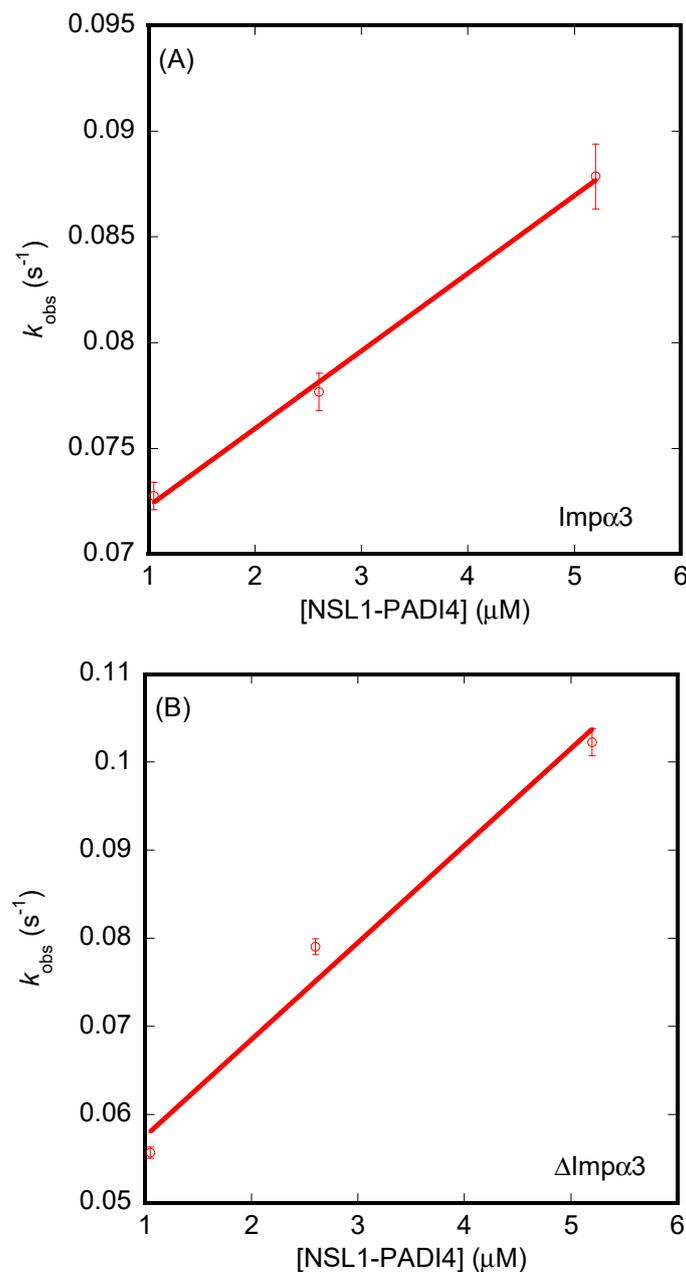 (A)
0.095
0.09
0.085
0.08
0.075
0.07
k_obs (s^-1)
Impα3
1 2 3 4 5 6
[NSL1-PADI4] (μM)
(B)
0.11
0.1
0.09
0.08
0.07
0.06
0.05
k_obs (s^-1)
ΔImpα3
1 2 3 4 5 6
[NSL1-PADI4] (μM)